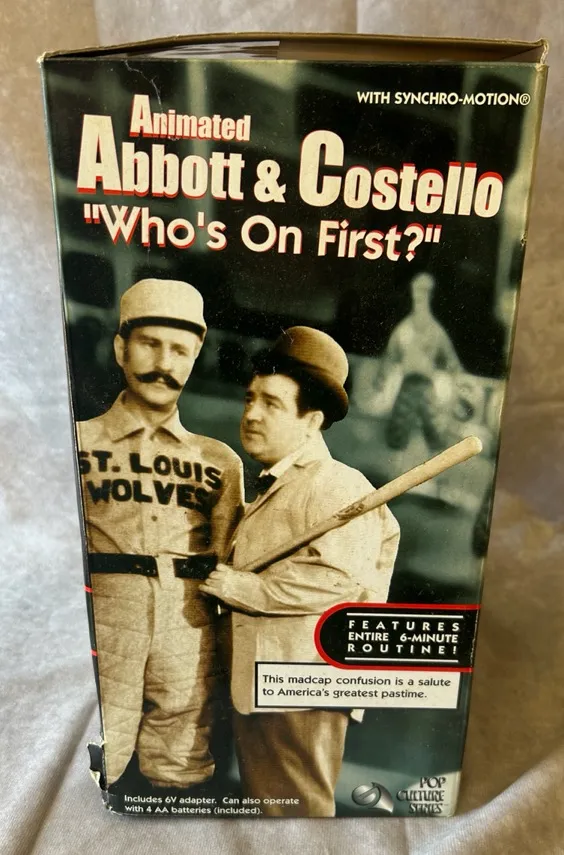 WITH SYNCHRO-MOTION®
Animated
Abbott & Costello
"Who's On First?"
ST. LOUIS
WOLVES
FEATURES
ENTIRE 6-MINUTE
ROUTINE!
This madcap confusion is a salute
to America's greatest pastime.
Includes 6V adapter. Can also operate
with 4 AA batteries (included).
POP
CULTURE
SERIES